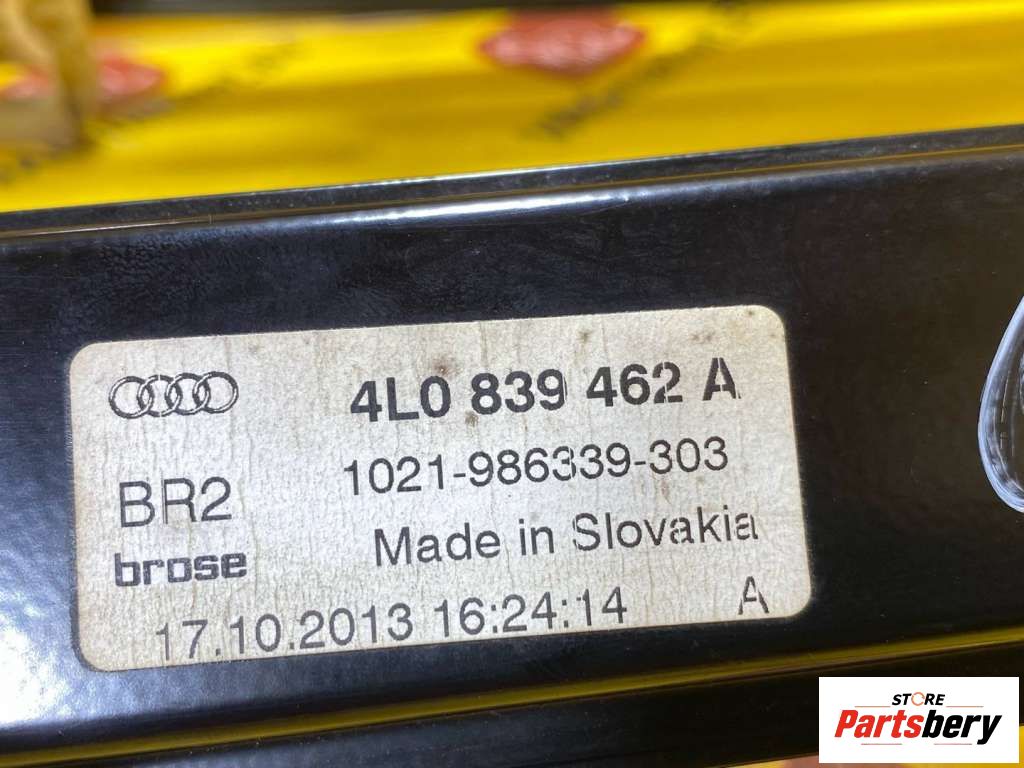 4L0 839 462 A
1021-986339-303
BR2
Made in Slovakia
brose
17.10.2013 16:24:14 A
STORE
Partsbery